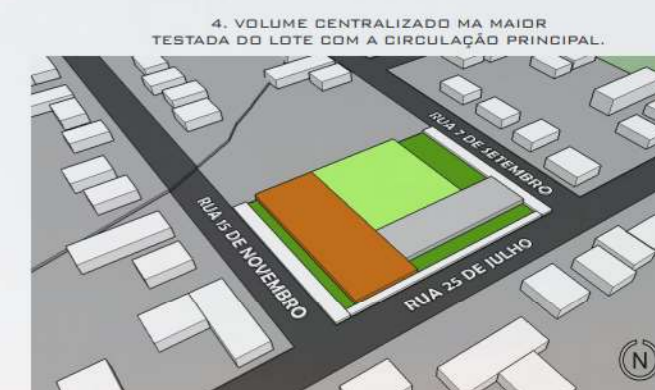 4. VOLUME CENTRALIZADO MA MAIOR
TESTADA DO LOTE COM A CIRCULAÇÃO PRINCIPAL.
RUA 7 DE SETEMBRO
RUA 15 DE NOVEMBRO
RUA 25 DE JULHO
N